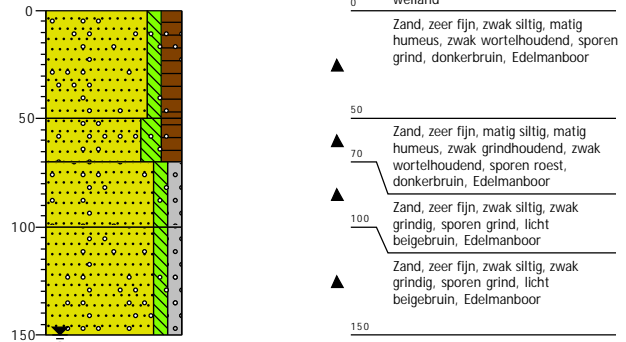 weiland
0
0
Zand, zeer fijn, zwak siltig, matig
humeus, zwak wortelhoudend, sporen
grind, donkerbruin, Edelmanboor
50
50
Zand, zeer fijn, matig siltig, matig
humeus, zwak grindhoudend, zwak
wortelhoudend, sporen roest,
donkerbruin, Edelmanboor
70
Zand, zeer fijn, zwak siltig, zwak
grindig, sporen grind, licht
beigebruin, Edelmanboor
100
100
Zand, zeer fijn, zwak siltig, zwak
grindig, sporen grind, licht
beigebruin, Edelmanboor
150
150